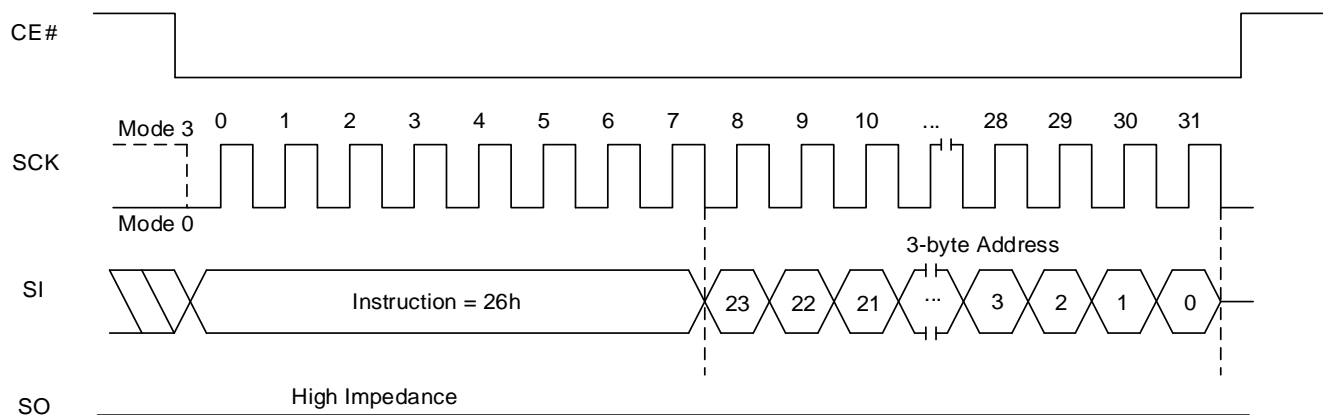 CE#
Mode 3
0 1 2 3 4 5 6 7 8 9 10 ... 28 29 30 31
SCK
Mode 0
3-byte Address
SI
Instruction = 26h
23 22 21 ... 3 2 1 0
High Impedance
SO